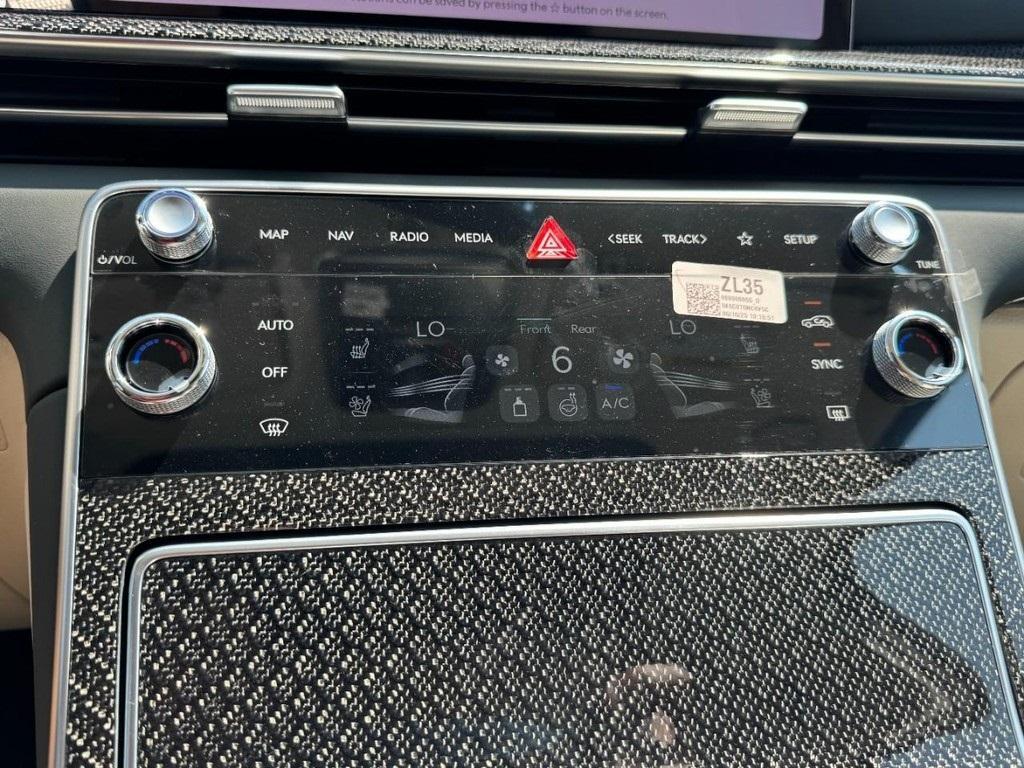 can be saved by pressing the ☆ button on the screen.
MAP NAV RADIO MEDIA <SEEK TRACK> ☆ SETUP
⏻/VOL TUNE
ZL35
AUTO LO Front Rear LO
OFF 6 SYNC
A/C